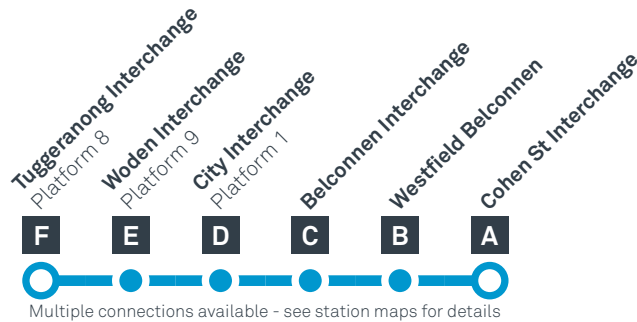 Tuggeranong Interchange
Platform 8
Woden Interchange
Platform 9
City Interchange
Platform 1
Belconnen Interchange
Westfield Belconnen
Cohen St Interchange
F E D C B A
Multiple connections available - see station maps for details